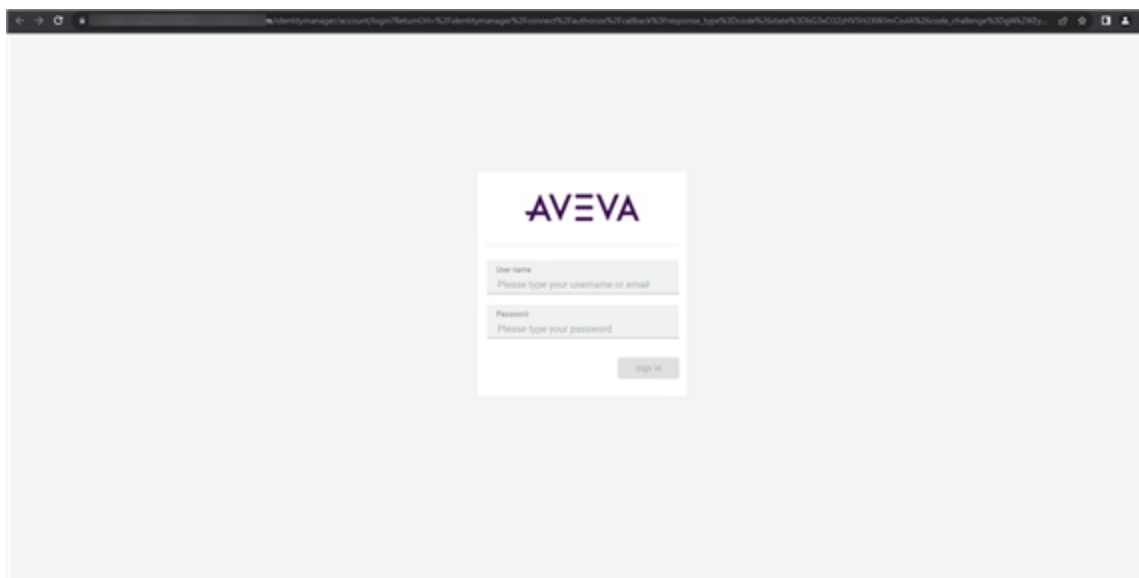 AVEVA
User name
Please type your username or email
Password
Please type your password
Sign In